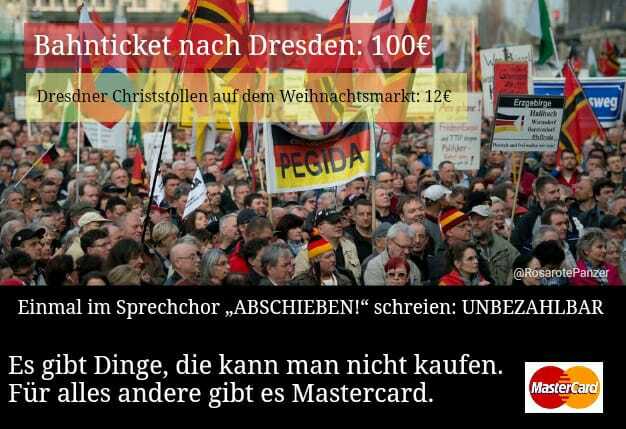 Bahnticket nach Dresden: 100€
Dresdner Christstollen auf dem Weihnachtsmarkt: 12€
Erzgebirge
sweg
PEGIDA
@RosarotePanzer
Einmal im Sprechchor „ABSCHIEBEN!“ schreien: UNBEZAHLBAR
Es gibt Dinge, die kann man nicht kaufen.
Für alles andere gibt es Mastercard.
MasterCard